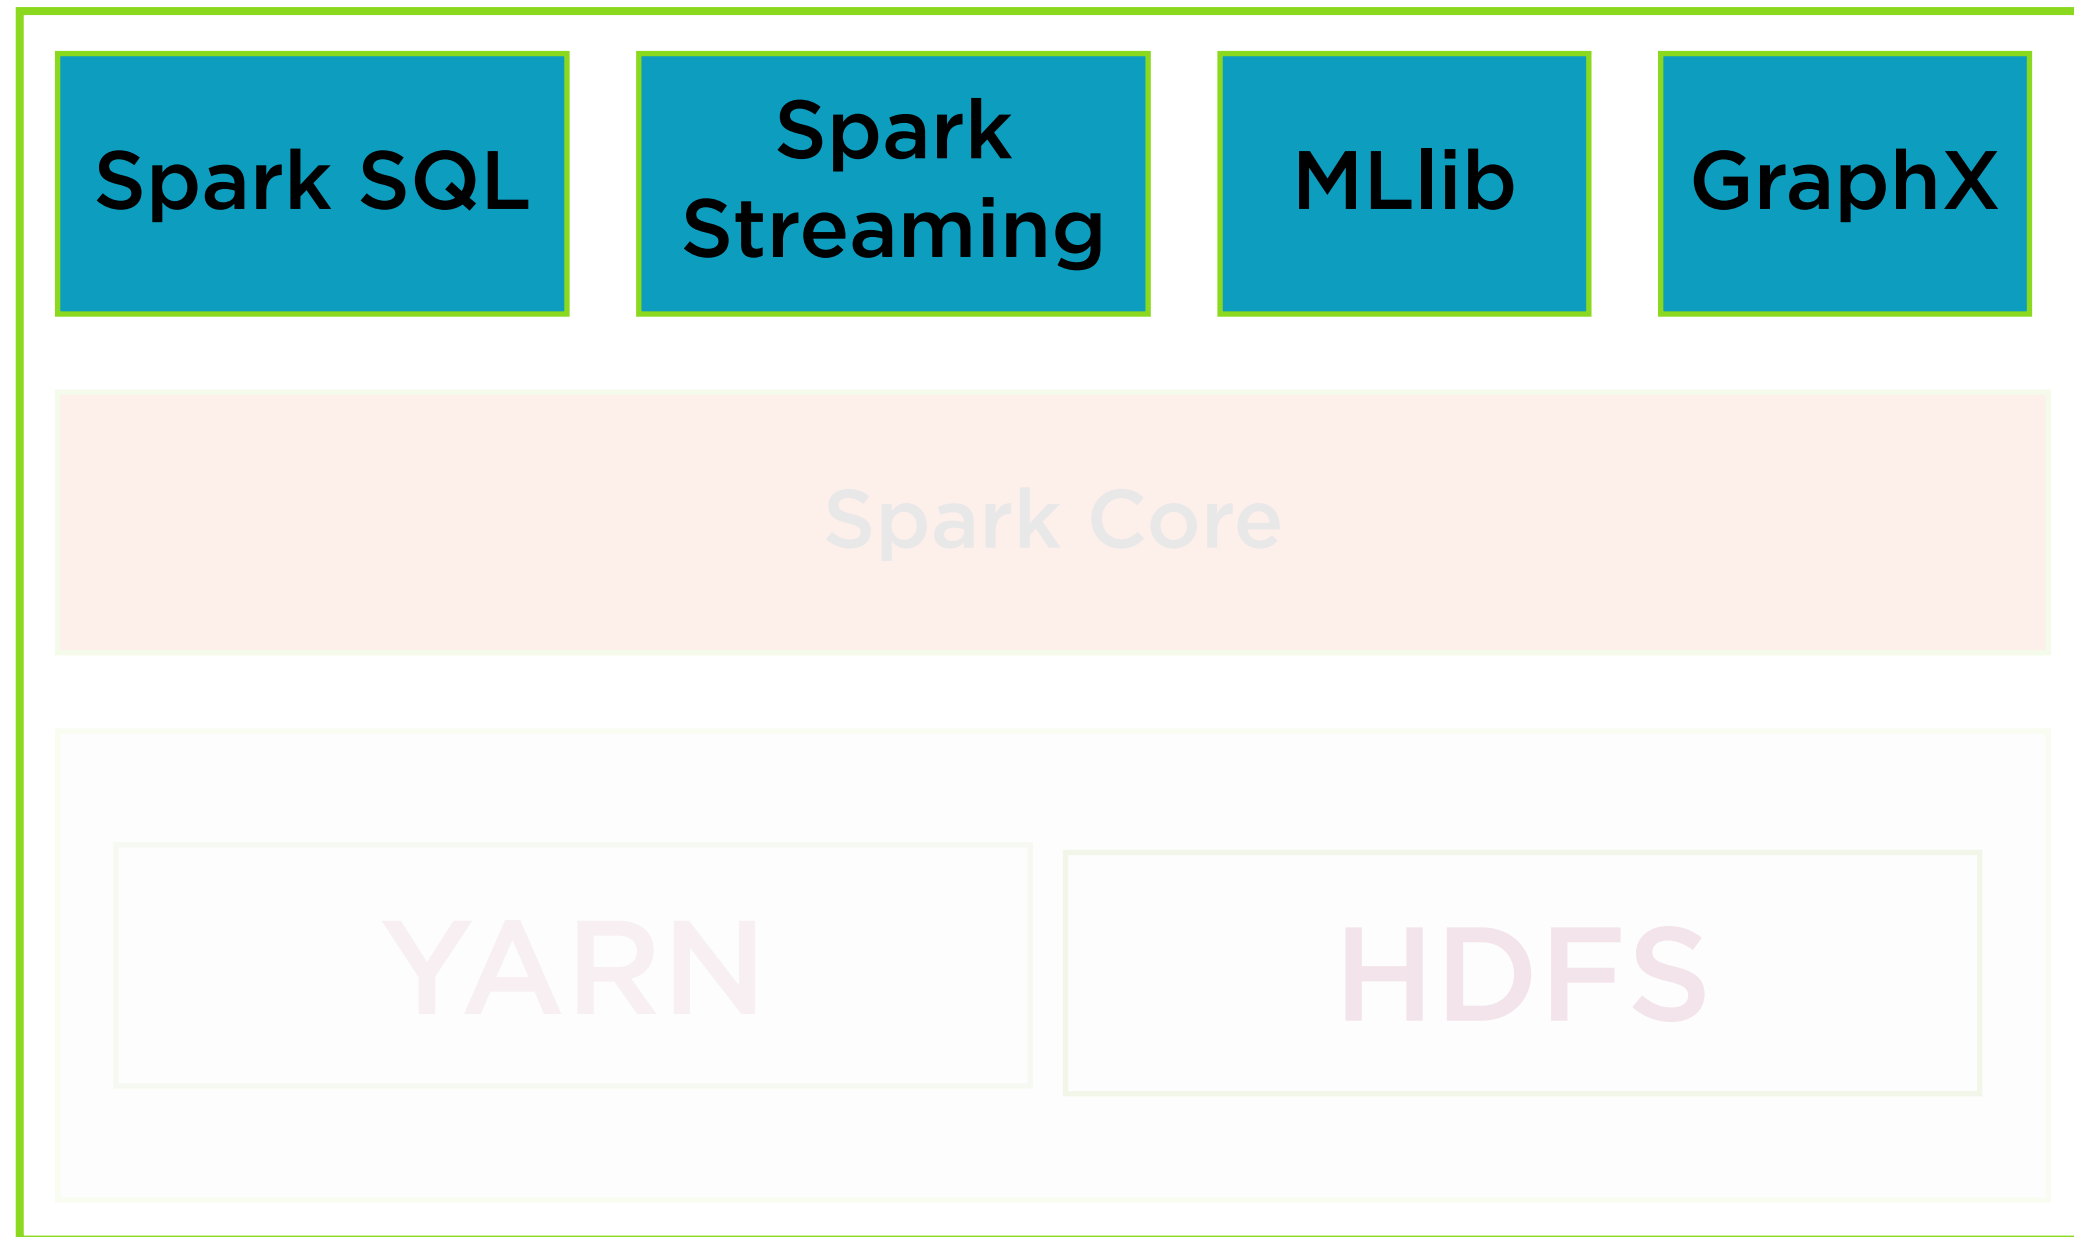 Spark SQL
Spark
Streaming
MLlib
GraphX
Spark Core
YARN
HDFS